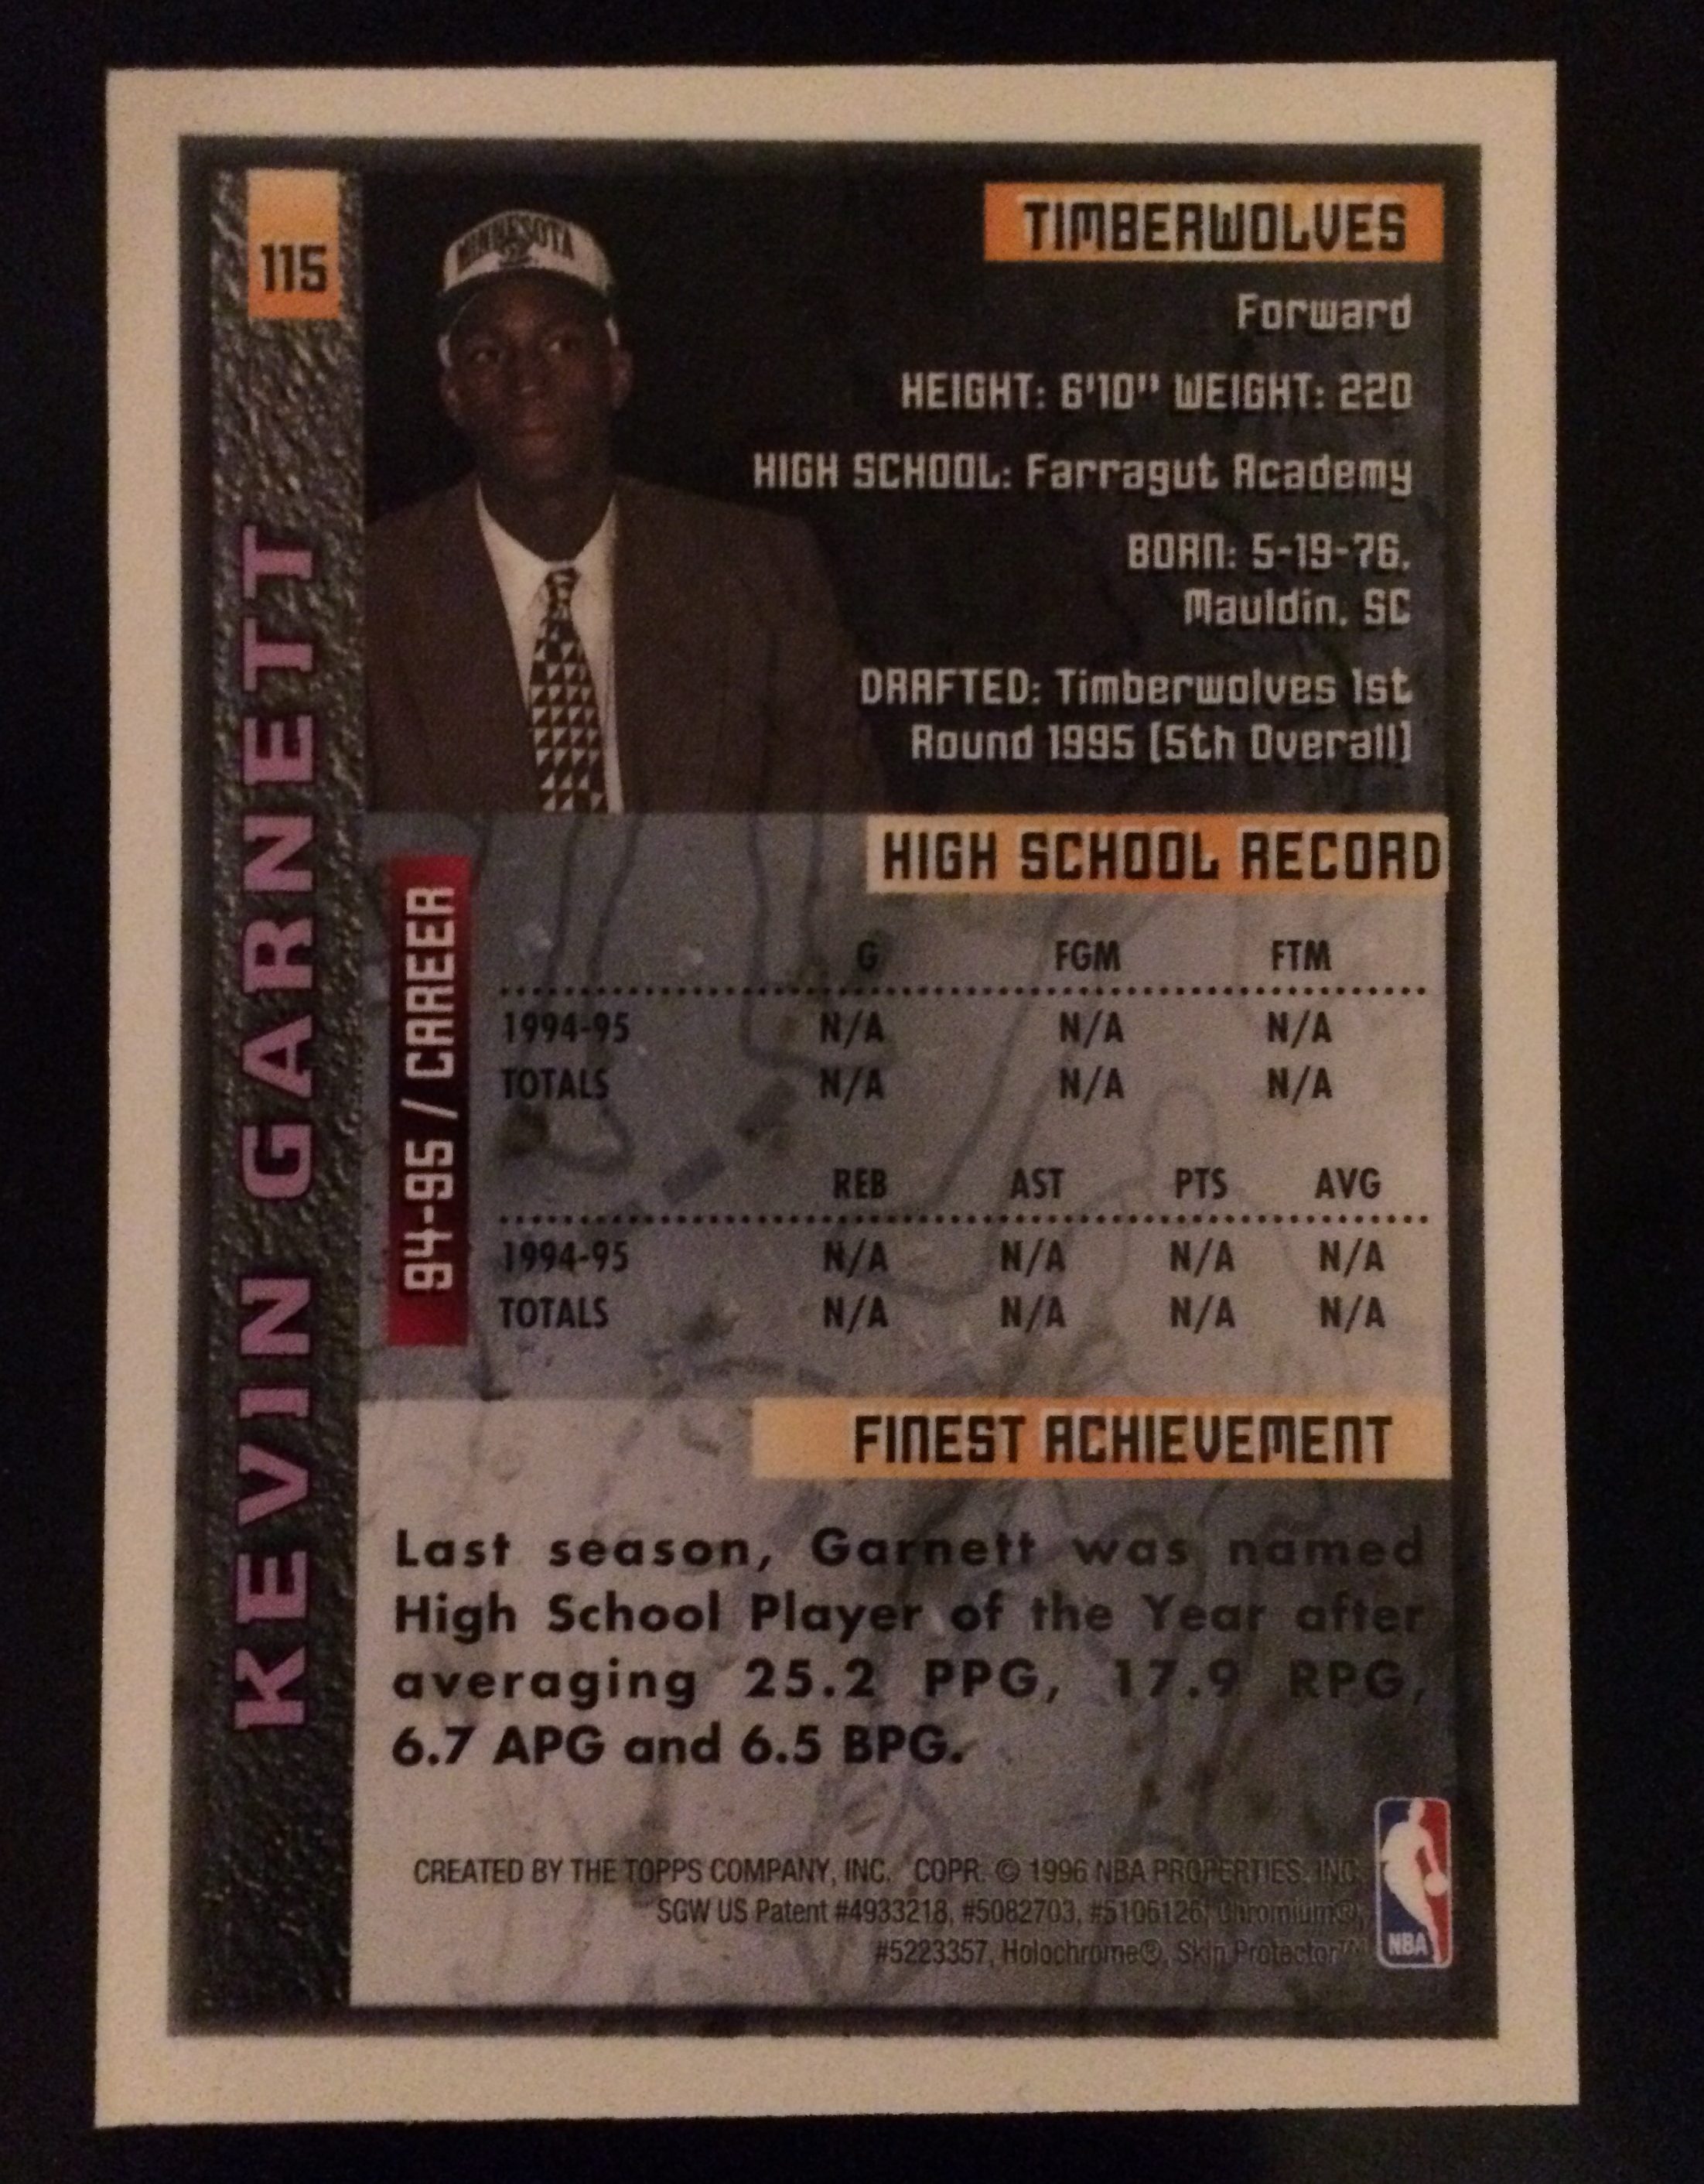 115
MINNESOTA
TIMBERWOLVES
Forward
HEIGHT: 6'10" WEIGHT: 220
HIGH SCHOOL: Farragut Academy
BORN: 5-19-76,
Mauldin, SC
DRAFTED: Timberwolves 1st
Round 1995 (5th Overall)
KEVIN GARNETT
HIGH SCHOOL RECORD
94-95 / CAREER
G FGM FTM
1994-95 N/A N/A N/A
TOTALS N/A N/A N/A
REB AST PTS AVG
1994-95 N/A N/A N/A N/A
TOTALS N/A N/A N/A N/A
FINEST ACHIEVEMENT
Last season, Garnett was named
High School Player of the Year after
averaging 25.2 PPG, 17.9 RPG,
6.7 APG and 6.5 BPG.
CREATED BY THE TOPPS COMPANY, INC. COPR. © 1996 NBA PROPERTIES, INC.
SGW US Patent #4933218, #5082703, #5106126, Chromium®,
#5223357, Holochrome®, Skin Protector™
NBA